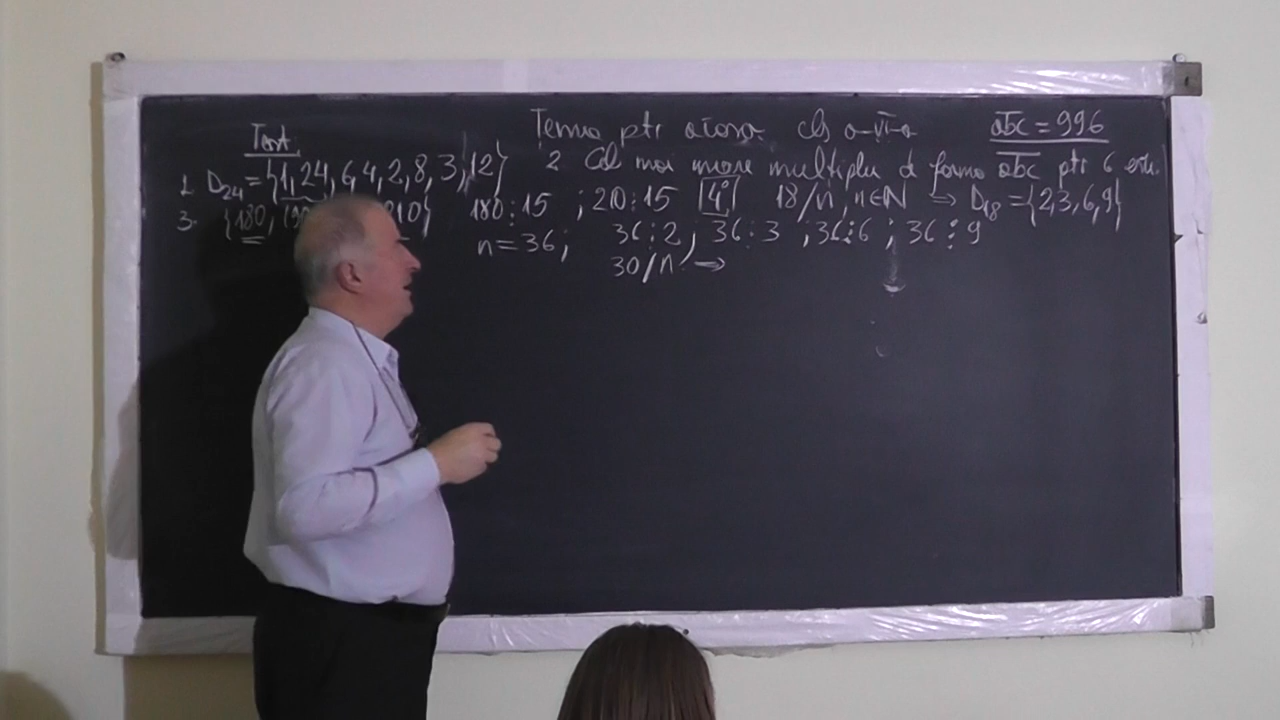 Tema ptr acasa cls a-VI-a abc = 996
Test
1. D24 = {1, 24, 6, 4, 2, 8, 3, 12} 2 Cel mai mare multiplu de forma abc ptr 6 este.
3. {180, 210} 180 ⋮ 15 ; 210 ⋮ 15 |4°| 18/n, n∈N ⇒ D18 = {2, 3, 6, 9}
n = 36 ; 36 ⋮ 2, 36 ⋮ 3 ; 36 ⋮ 6 ; 36 ⋮ 9
30/n →